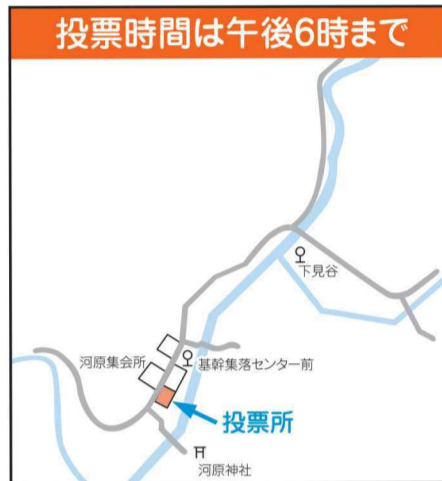 投票時間は午後6時まで
下見谷
河原集会所
基幹集落センター前
投票所
河原神社